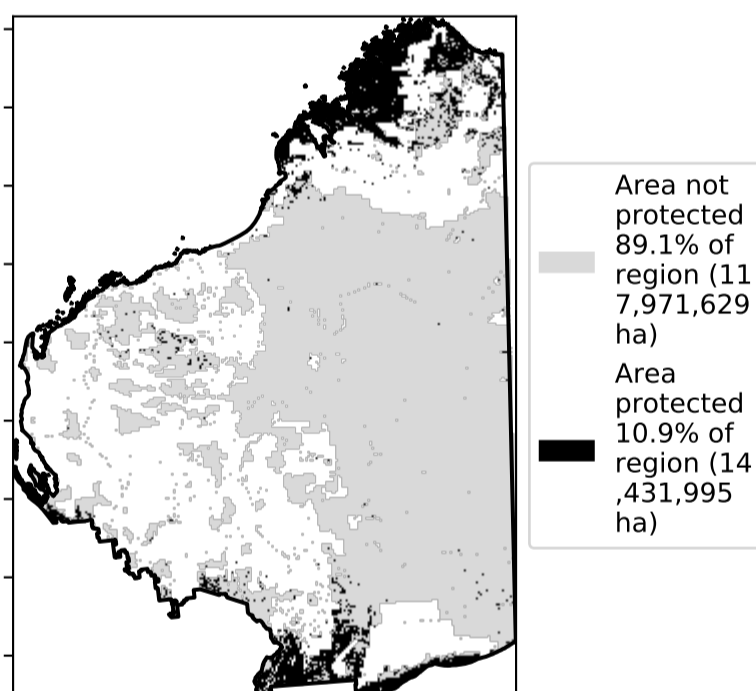 Area not
protected
89.1% of
region (11
7,971,629
ha)
Area
protected
10.9% of
region (14
,431,995
ha)